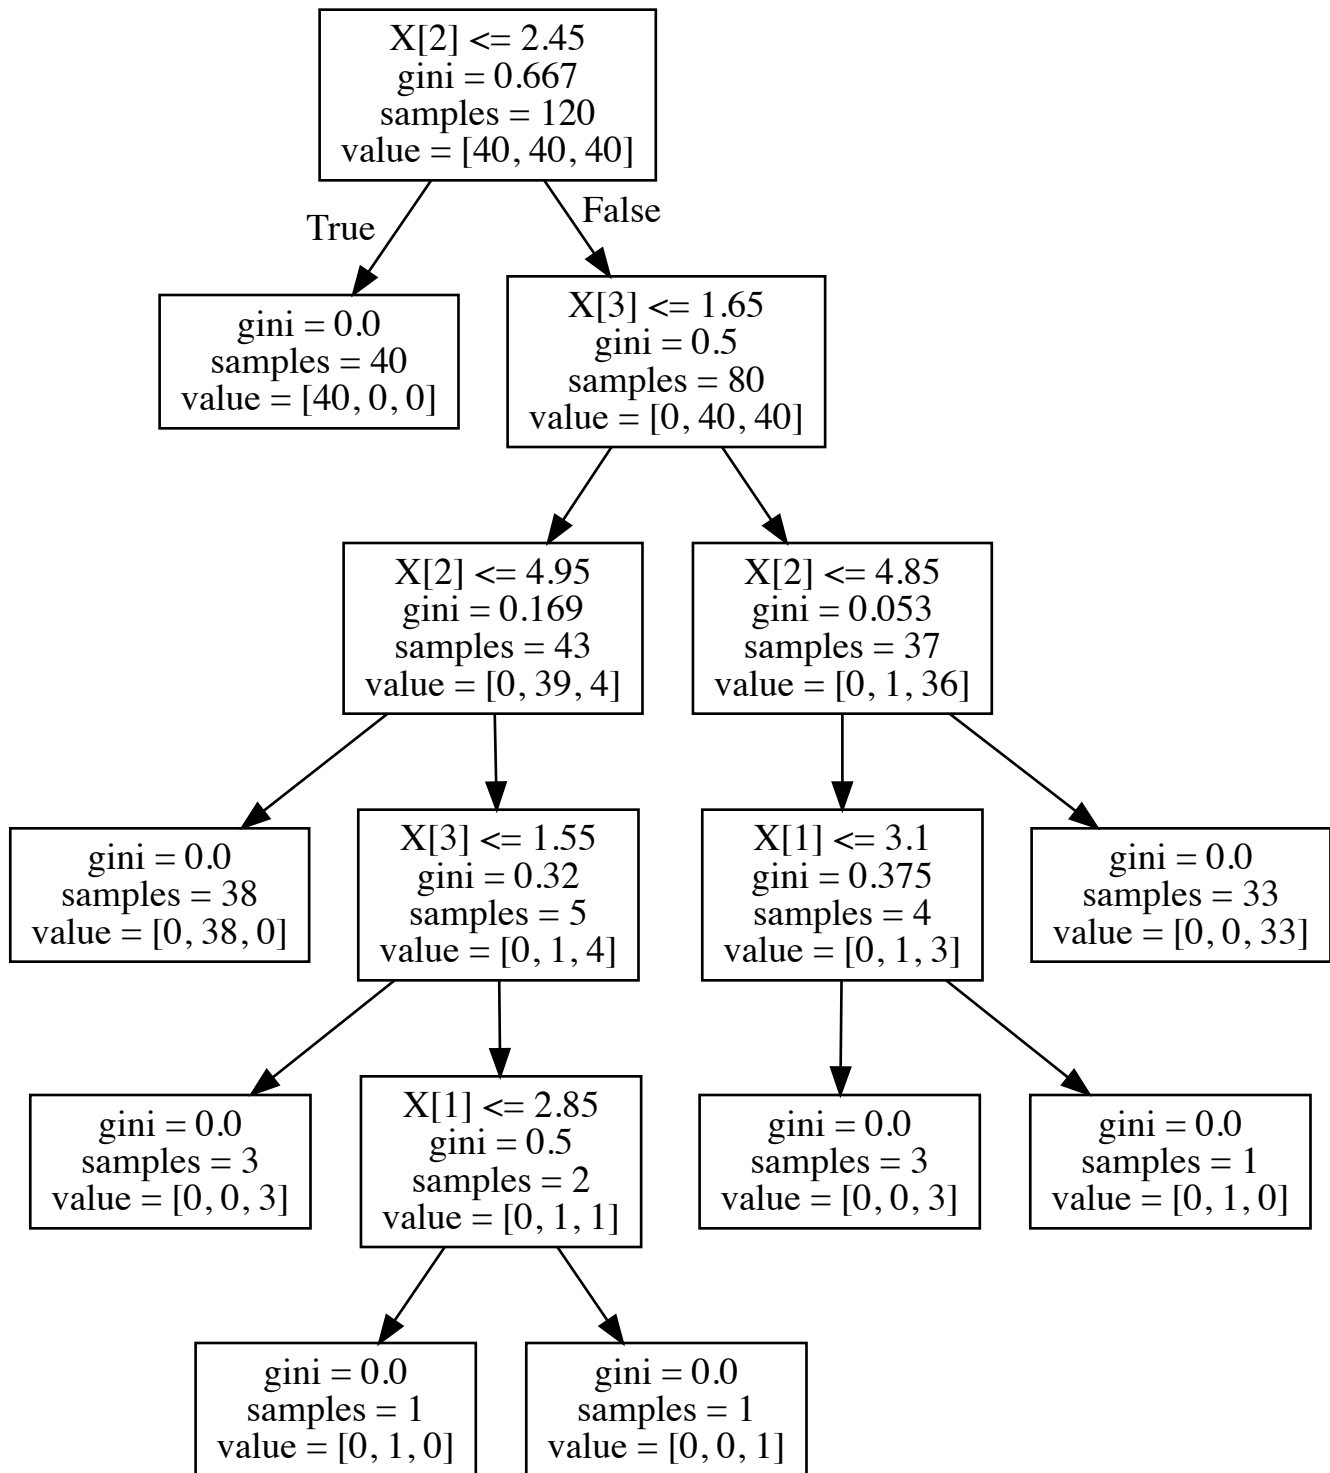 X[2] <= 2.45
gini = 0.667
samples = 120
value = [40, 40, 40]
True
False
gini = 0.0
samples = 40
value = [40, 0, 0]
X[3] <= 1.65
gini = 0.5
samples = 80
value = [0, 40, 40]
X[2] <= 4.95
gini = 0.169
samples = 43
value = [0, 39, 4]
X[2] <= 4.85
gini = 0.053
samples = 37
value = [0, 1, 36]
gini = 0.0
samples = 38
value = [0, 38, 0]
X[3] <= 1.55
gini = 0.32
samples = 5
value = [0, 1, 4]
X[1] <= 3.1
gini = 0.375
samples = 4
value = [0, 1, 3]
gini = 0.0
samples = 33
value = [0, 0, 33]
gini = 0.0
samples = 3
value = [0, 0, 3]
X[1] <= 2.85
gini = 0.5
samples = 2
value = [0, 1, 1]
gini = 0.0
samples = 3
value = [0, 0, 3]
gini = 0.0
samples = 1
value = [0, 1, 0]
gini = 0.0
samples = 1
value = [0, 1, 0]
gini = 0.0
samples = 1
value = [0, 0, 1]